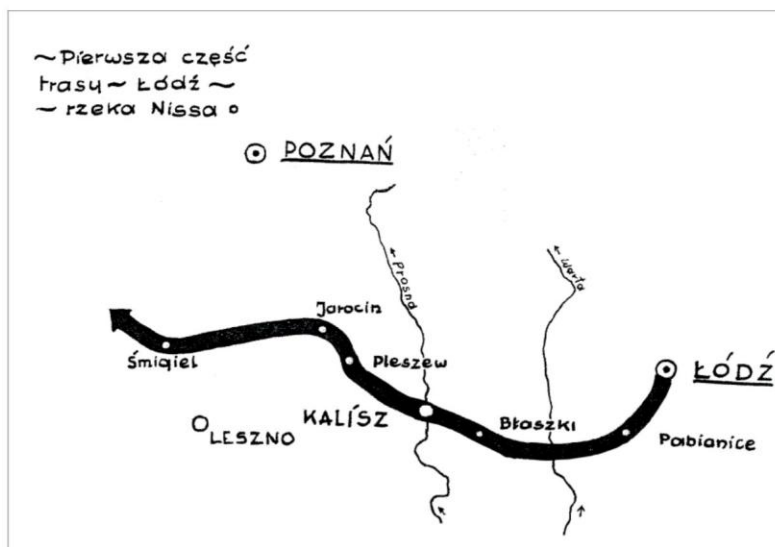 ~ Pierwsza część
trasy ~ Łódź ~
~ rzeka Nissa
POZNAŃ
Prosna
Warta
Jarocin
Śmigiel
Pleszew
ŁÓDŹ
KALISZ
Błaszki
LESZNO
Pabianice